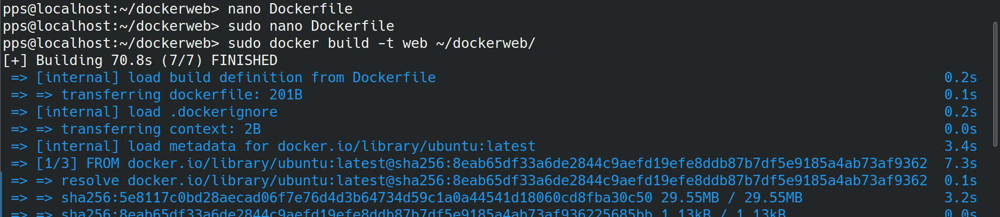 pps@localhost:~/dockerweb> nano Dockerfile
pps@localhost:~/dockerweb> sudo nano Dockerfile
pps@localhost:~/dockerweb> sudo docker build -t web ~/dockerweb/
[+] Building 70.8s (7/7) FINISHED
=> [internal] load build definition from Dockerfile 0.2s
=> => transferring dockerfile: 201B 0.1s
=> [internal] load .dockerignore 0.2s
=> => transferring context: 2B 0.0s
=> [internal] load metadata for docker.io/library/ubuntu:latest 3.4s
=> [1/3] FROM docker.io/library/ubuntu:latest@sha256:8eab65df33a6de2844c9aefd19efe8ddb87b7df5e9185a4ab73af9362 7.3s
=> => resolve docker.io/library/ubuntu:latest@sha256:8eab65df33a6de2844c9aefd19efe8ddb87b7df5e9185a4ab73af9362 0.1s
=> => sha256:5e8117c0bd28aecad06f7e76d4d3b64734d59c1a0a44541d18060cd8fba30c50 29.55MB / 29.55MB 3.2s
=> => sha256:8eab65df33a6de2844c9aefd19efe8ddb87b7df5e9185a4ab73af936225685bb 1.13kB / 1.13kB 0.0s